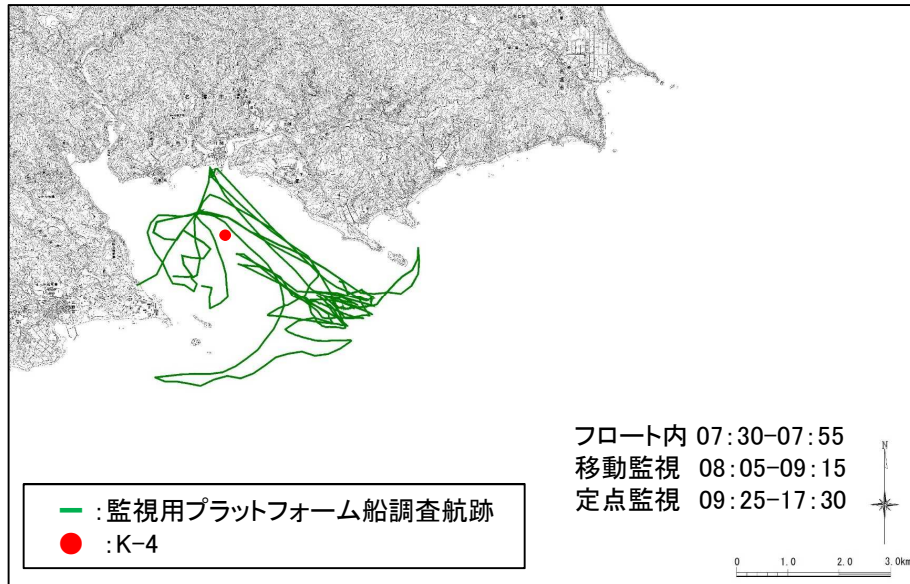 フロート内 07:30-07:55
移動監視 08:05-09:15
定点監視 09:25-17:30
N
:監視用プラットフォーム船調査航跡
:K-4
0 1.0 2.0 3.0km